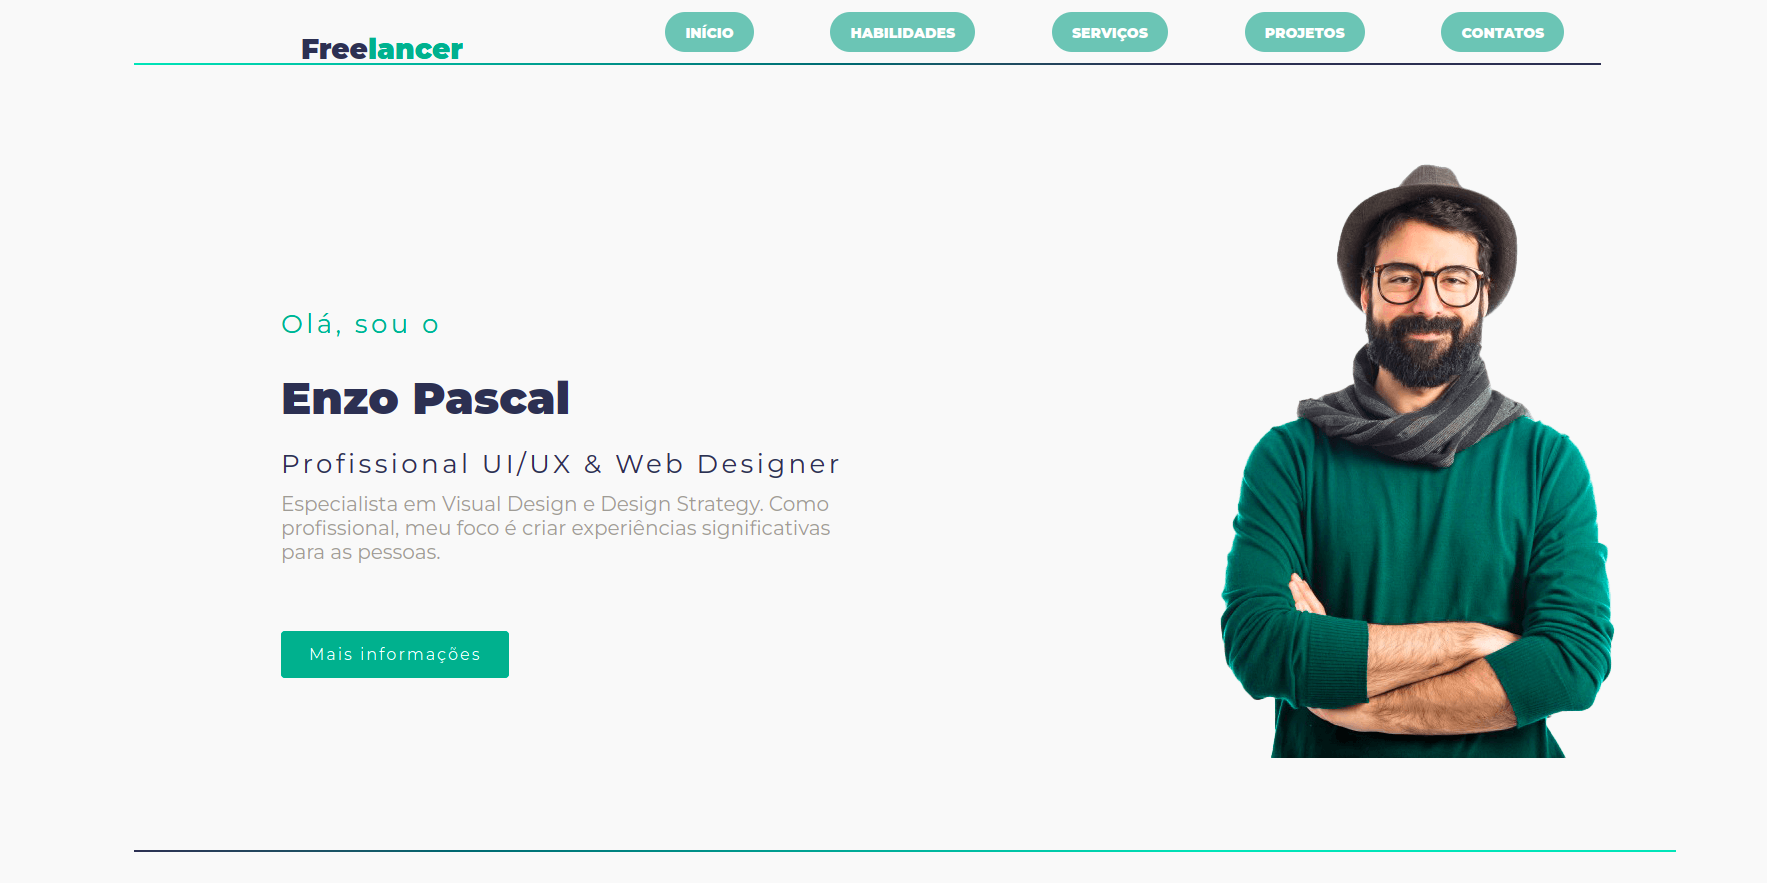 Freelancer
INÍCIO
HABILIDADES
SERVIÇOS
PROJETOS
CONTATOS
Olá, sou o
Enzo Pascal
Profissional UI/UX & Web Designer
Especialista em Visual Design e Design Strategy. Como
profissional, meu foco é criar experiências significativas
para as pessoas.
Mais informações